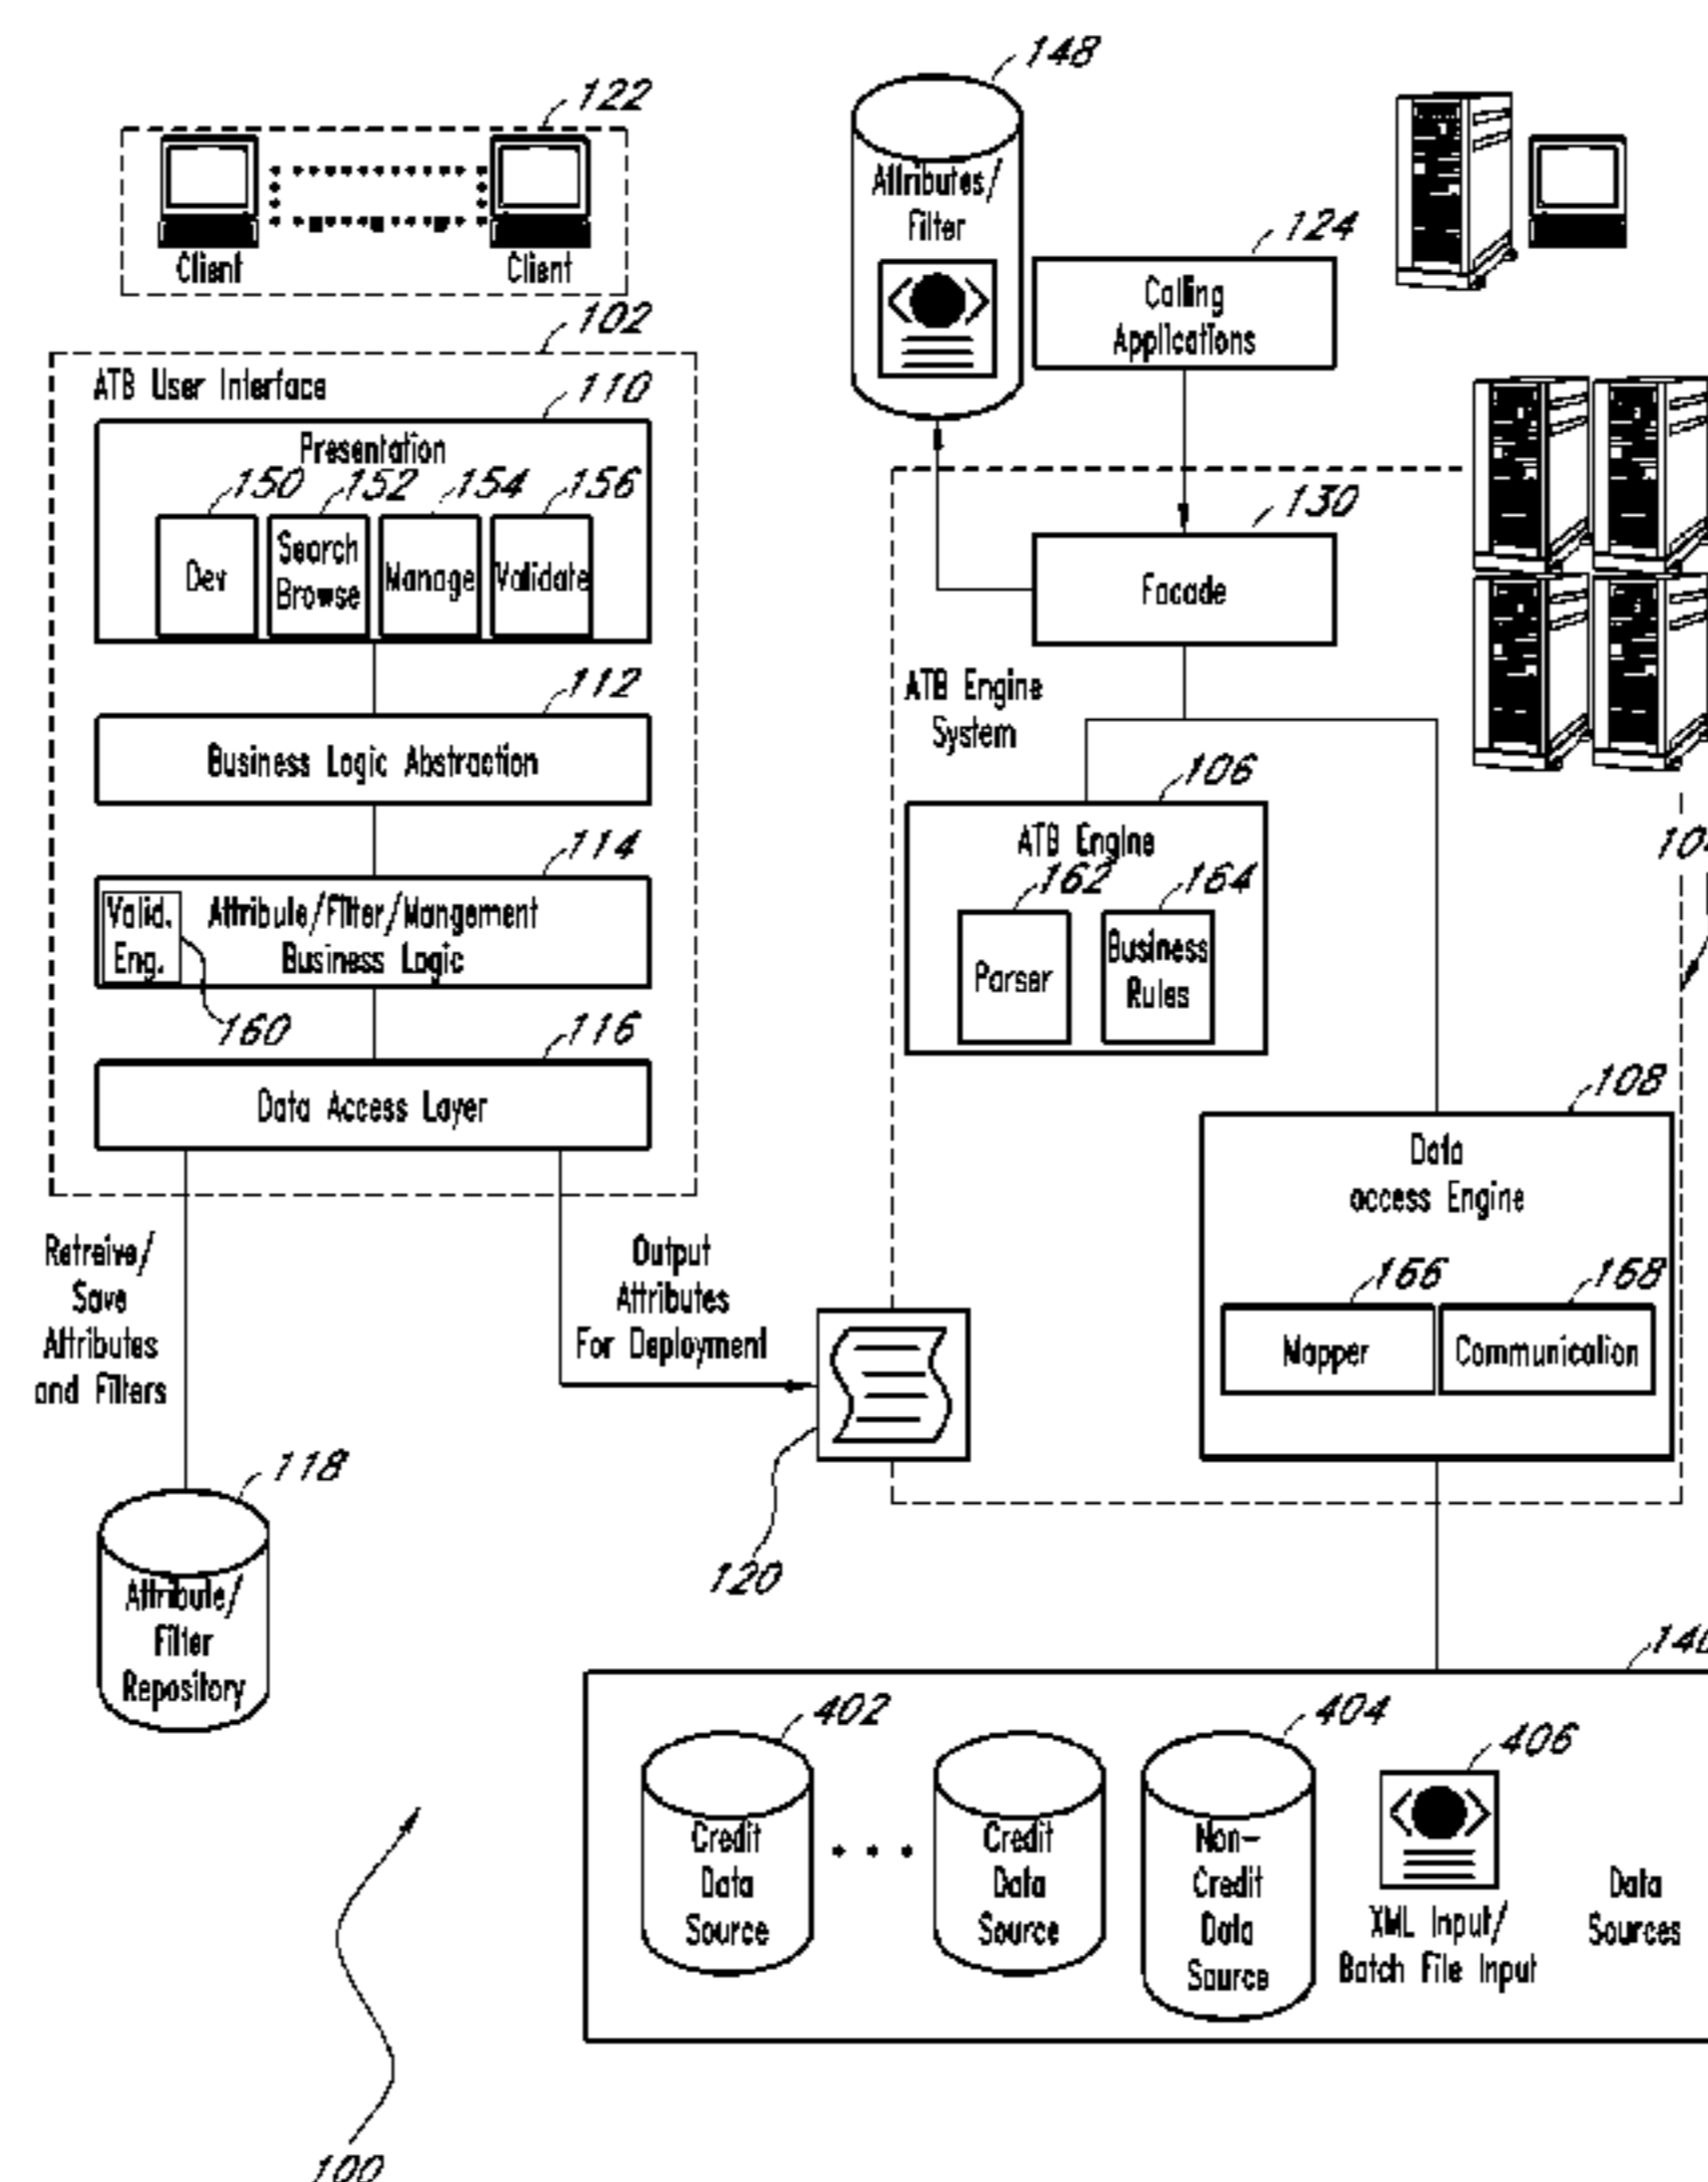 148
122
Client
Client
Attributes/
Filter
124
Calling
Applications
102
ATB User Interface
110
Presentation
150
152
154
156
Dev
Search
Browse
Manage
Validate
130
Facade
ATB Engine
System
112
Business Logic Abstraction
106
ATB Engine
162
164
Parser
Business
Rules
114
Valid.
Eng.
Attribute/Filter/Mangement
Business Logic
160
116
Data Access Layer
108
Data
access Engine
166
168
Mapper
Communication
Retreive/
Save
Attributes
and Filters
Output
Attributes
For Deployment
120
118
Attribute/
Filter
Repository
402
404
406
Credit
Data
Source
Credit
Data
Source
Non-
Credit
Data
Source
XML Input/
Batch File Input
Data
Sources
100